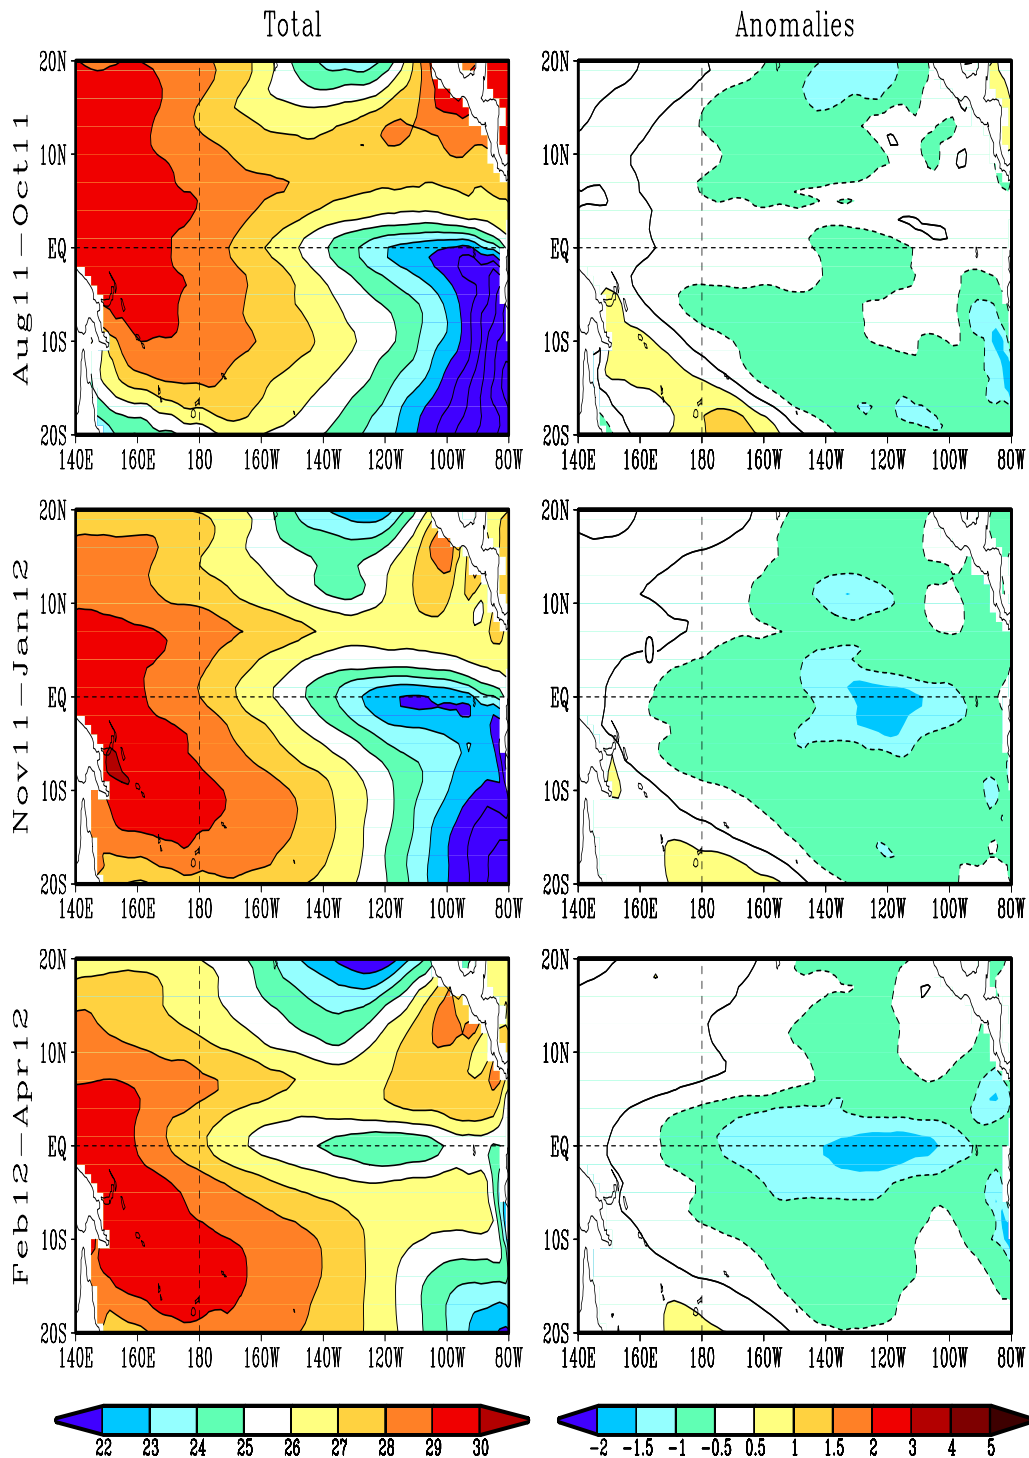 Total Anomalies
20N 20N
10N 10N
EQ EQ
10S 10S
20S 20S
140E 160E 180 160W 140W 120W 100W 80W 140E 160E 180 160W 140W 120W 100W 80W
Aug11-Oct11
20N 20N
10N 10N
EQ EQ
10S 10S
20S 20S
140E 160E 180 160W 140W 120W 100W 80W 140E 160E 180 160W 140W 120W 100W 80W
Nov11-Jan12
20N 20N
10N 10N
EQ EQ
10S 10S
20S 20S
140E 160E 180 160W 140W 120W 100W 80W 140E 160E 180 160W 140W 120W 100W 80W
Feb12-Apr12
22 23 24 25 26 27 28 29 30 -2 -1.5 -1 -0.5 0.5 1 1.5 2 3 4 5